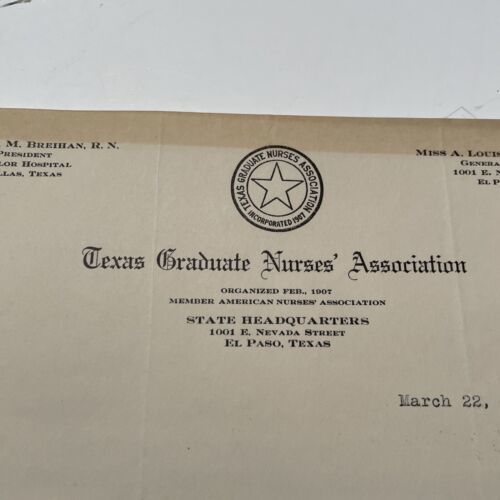 M. BREIHAN, R. N.
PRESIDENT
LOR HOSPITAL
LLAS, TEXAS
MISS A. LOUIS
GENERA
1001 E. N
EL P
TEXAS GRADUATE NURSES ASSOCIATION
INCORPORATED 1907
Texas Graduate Nurses' Association
ORGANIZED FEB., 1907
MEMBER AMERICAN NURSES' ASSOCIATION
STATE HEADQUARTERS
1001 E. NEVADA STREET
EL PASO, TEXAS
March 22,